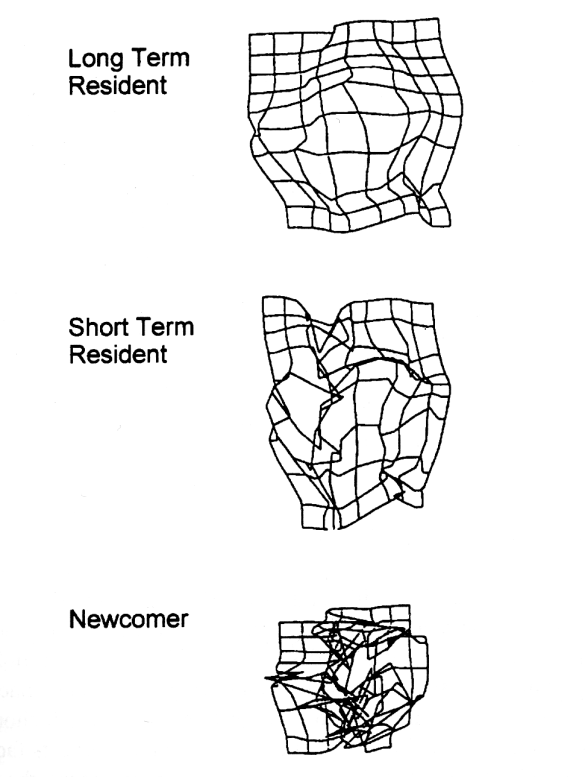 Long Term
Resident
Short Term
Resident
Newcomer